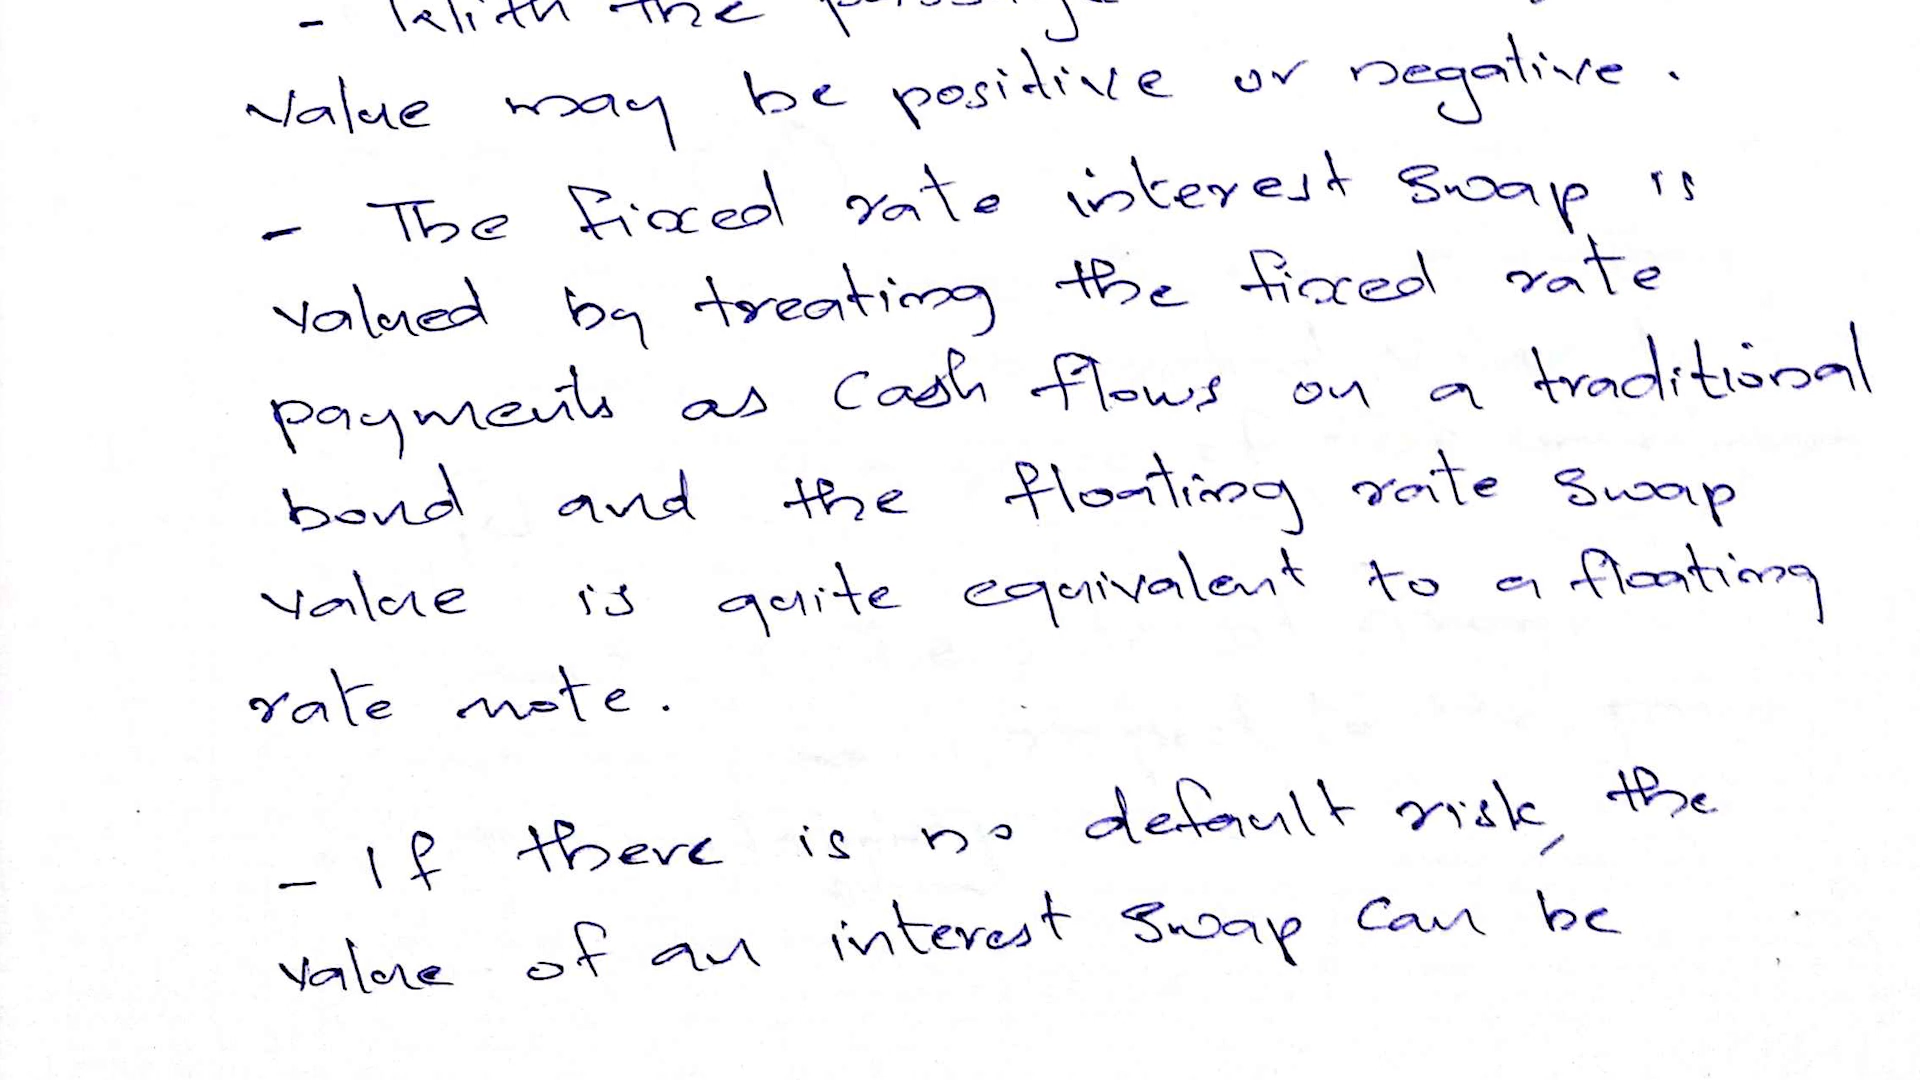 - With the
value may be positive or negative.
- The fixed rate interest swap is
valued by treating the fixed rate
payments as cash flows on a traditional
bond and the floating rate swap
value is quite equivalent to a floating
rate note.
- If there is no default risk, the
value of an interest swap can be